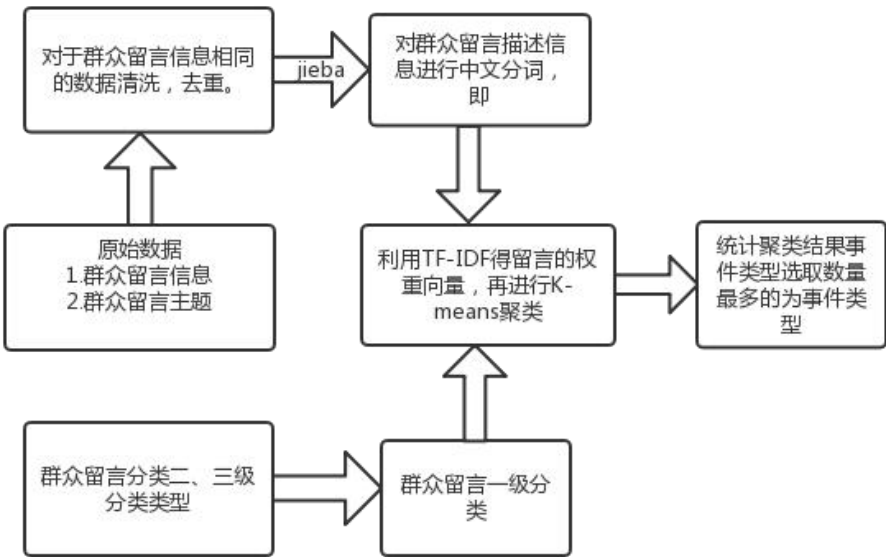 对于群众留言信息相同
的数据清洗，去重。
jieba
对群众留言描述信
息进行中文分词，
即
原始数据
1.群众留言信息
2.群众留言主题
利用TF-IDF得留言的权
重向量，再进行K-
means聚类
统计聚类结果事
件类型选取数量
最多的为事件类
型
群众留言分类二、三级
分类类型
群众留言一级分
类